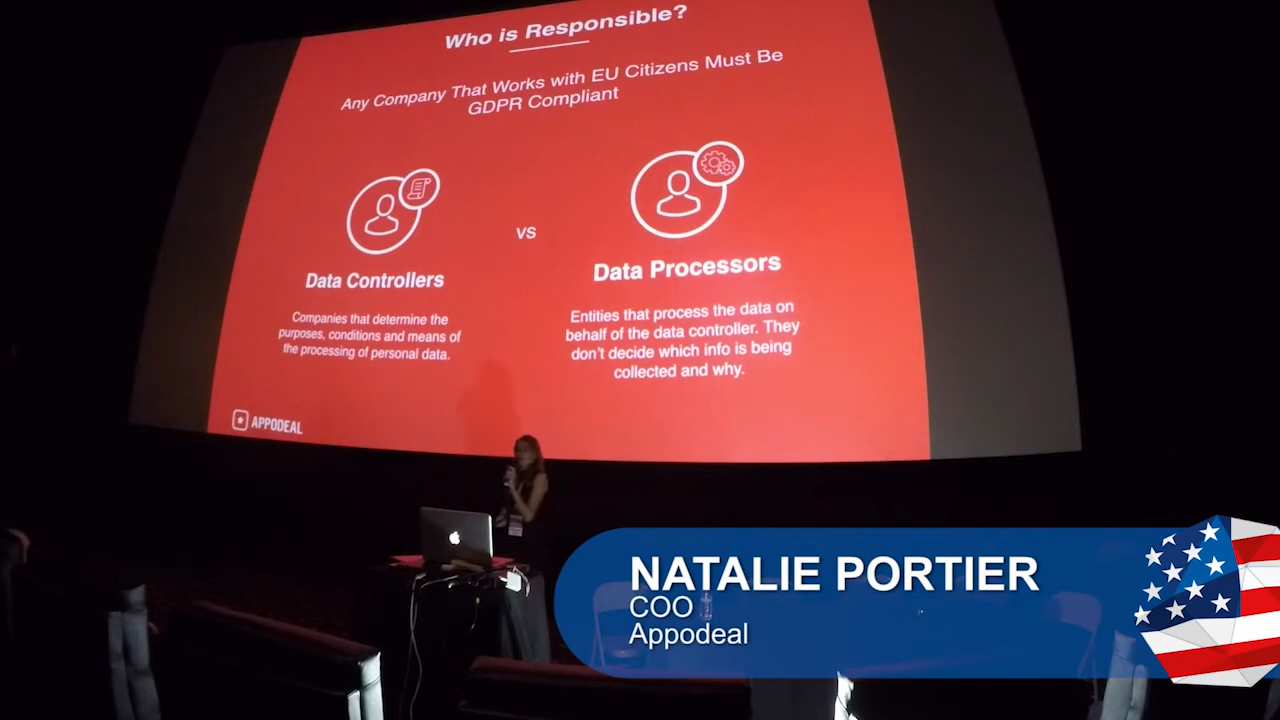 Who is Responsible?
Any Company That Works with EU Citizens Must Be
GDPR Compliant
vs
Data Controllers
Companies that determine the
purposes, conditions and means of
the processing of personal data.
Data Processors
Entities that process the data on
behalf of the data controller. They
don't decide which info is being
collected and why.
APPODEAL
NATALIE PORTIER
COO
Appodeal